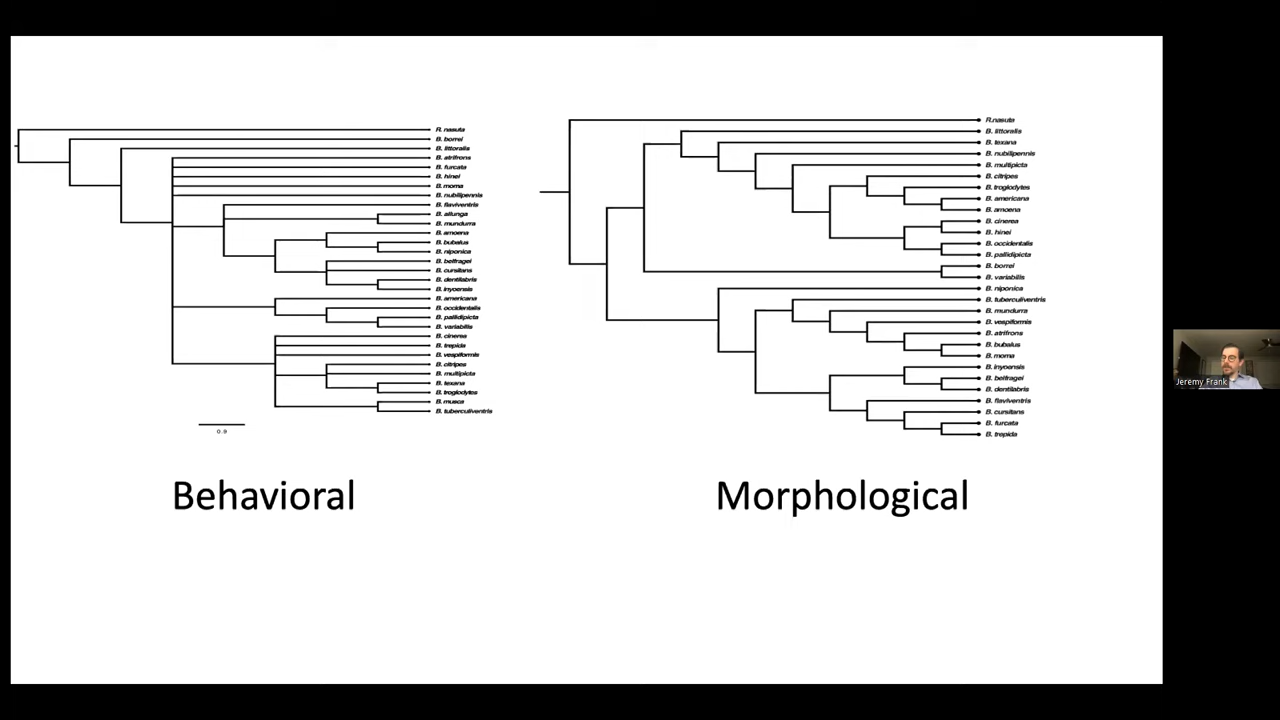 R. nasuta
B. borrei
B. littoralis
B. atrifrons
B. furcata
B. hinei
B. moma
B. nubilipennis
B. flaviventris
B. allunga
B. mundurra
B. amoena
B. bubalus
B. niponica
B. belfragei
B. cursitans
B. dentilabris
B. inyoensis
B. americana
B. occidentalis
B. pallidipicta
B. variabilis
B. cinerea
B. trepida
B. vespiformis
B. citripes
B. multipicta
B. texana
B. troglodytes
B. musca
B. tuberculiventris
0.9
Behavioral
R.nasuta
B. littoralis
B. texana
B. nubilipennis
B. multipicta
B. citripes
B. troglodytes
B. americana
B. amoena
B. cinerea
B. hinei
B. occidentalis
B. pallidipicta
B. borrei
B. variabilis
B. niponica
B. tuberculiventris
B. mundurra
B. vespiformis
B. atrifrons
B. bubalus
B. moma
B. inyoensis
B. belfragei
B. dentilabris
B. flaviventris
B. cursitans
B. furcata
B. trepida
Morphological
Jeremy Frank